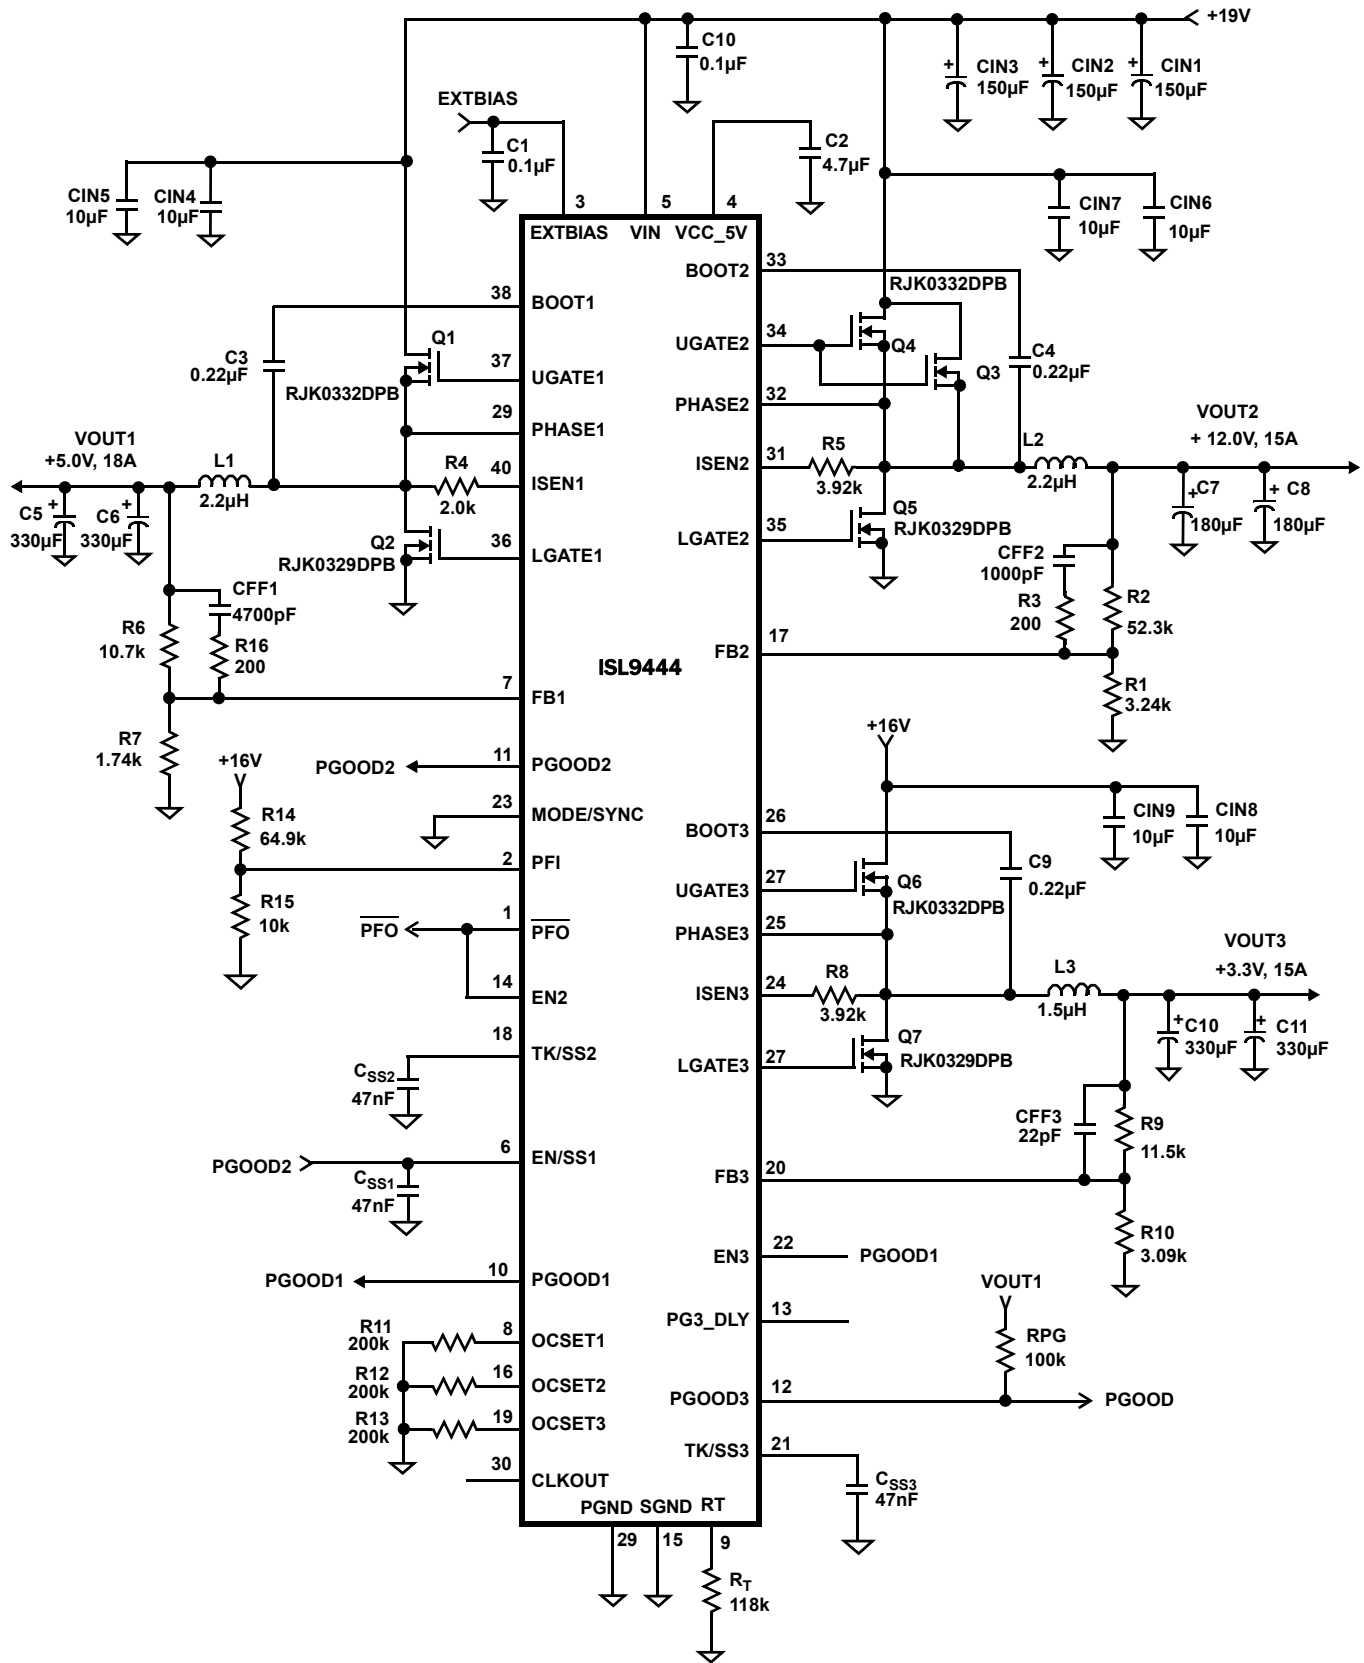 +19V
C10
0.1µF
CIN3
150µF
CIN2
150µF
CIN1
150µF
EXTBIAS
C1
0.1µF
C2
4.7µF
CIN5
10µF
CIN4
10µF
CIN7
10µF
CIN6
10µF
3
5
4
EXTBIAS
VIN
VCC_5V
38
BOOT1
C3
0.22µF
Q1
RJK0332DPB
37
UGATE1
29
PHASE1
VOUT1
+5.0V, 18A
L1
2.2µH
R4
2.0k
40
ISEN1
C5
330µF
C6
330µF
Q2
RJK0329DPB
36
LGATE1
CFF1
4700pF
R6
10.7k
R16
200
7
FB1
R7
1.74k
BOOT2
33
RJK0332DPB
UGATE2
34
Q4
Q3
C4
0.22µF
PHASE2
32
ISEN2
31
R5
3.92k
L2
2.2µH
VOUT2
+ 12.0V, 15A
C7
180µF
C8
180µF
LGATE2
35
Q5
RJK0329DPB
CFF2
1000pF
R3
200
R2
52.3k
FB2
17
R1
3.24k
ISL9444
PGOOD2
11
PGOOD2
+16V
R14
64.9k
23
MODE/SYNC
2
PFI
R15
10k
PFO
1
PFO
14
EN2
18
TK/SS2
CSS2
47nF
PGOOD2
6
EN/SS1
CSS1
47nF
PGOOD1
10
PGOOD1
R11
200k
8
OCSET1
R12
200k
16
OCSET2
R13
200k
19
OCSET3
30
CLKOUT
+16V
CIN9
10µF
CIN8
10µF
BOOT3
26
C9
0.22µF
UGATE3
27
Q6
RJK0332DPB
PHASE3
25
ISEN3
24
R8
3.92k
L3
1.5µH
VOUT3
+3.3V, 15A
C10
330µF
C11
330µF
LGATE3
27
Q7
RJK0329DPB
CFF3
22pF
R9
11.5k
FB3
20
R10
3.09k
EN3
22
PGOOD1
PG3_DLY
13
VOUT1
RPG
100k
PGOOD3
12
PGOOD
TK/SS3
21
CSS3
47nF
PGND
SGND
RT
29
15
9
RT
118k